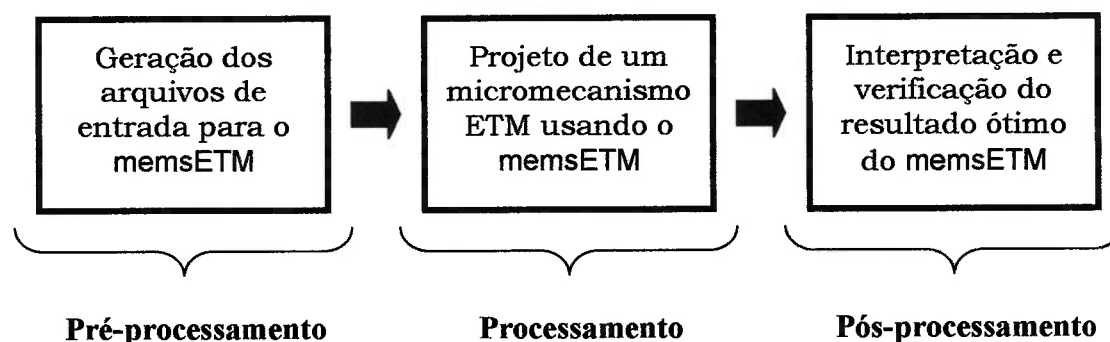 Geração dos
arquivos de
entrada para o
memsETM
Projeto de um
micromecanismo
ETM usando o
memsETM
Interpretação e
verificação do
resultado ótimo
do memsETM
Pré-processamento
Processamento
Pós-processamento